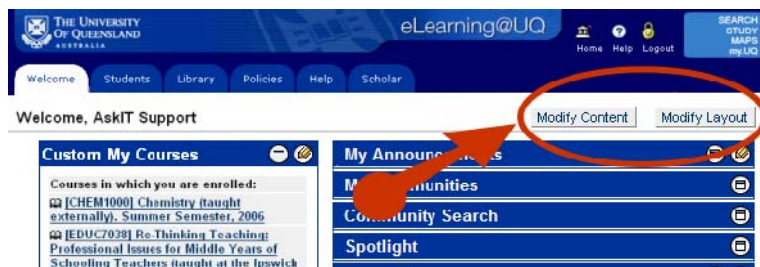 THE UNIVERSITY
OF QUEENSLAND
AUSTRALIA
eLearning@UQ
Home Help Logout
SEARCH
STUDY
MAPS
my.UQ
Welcome Students Library Policies Help Scholar
Welcome, AskIT Support
Modify Content Modify Layout
Custom My Courses
Courses in which you are enrolled:
[CHEM1000] Chemistry (taught
externally). Summer Semester, 2006
[EDUC7038] Re-Thinking Teaching:
Professional Issues for Middle Years of
Schooling Teachers (taught at the Ipswich
My
Community Search
Spotlight